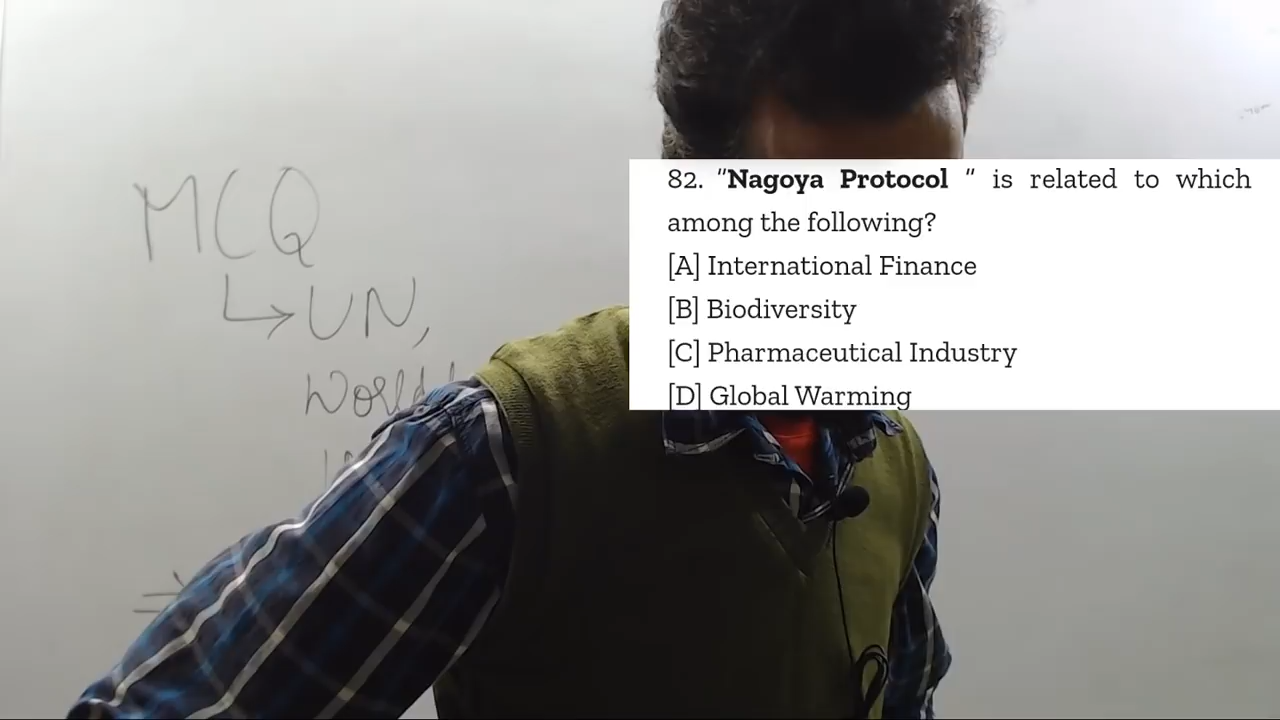 MCQ
↳ UN,
World
82. "Nagoya Protocol " is related to which
among the following?
[A] International Finance
[B] Biodiversity
[C] Pharmaceutical Industry
[D] Global Warming